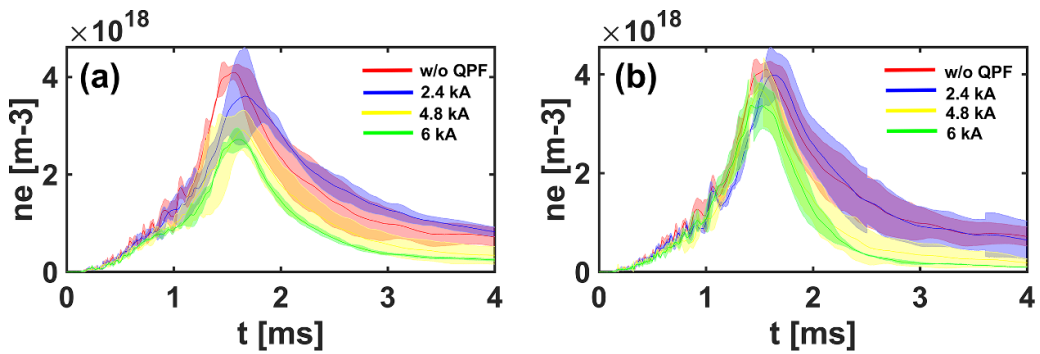 ×10^18
(a)
w/o QPF
2.4 kA
4.8 kA
6 kA
ne [m-3]
4
2
0
0 1 2 3 4
t [ms]
×10^18
(b)
w/o QPF
2.4 kA
4.8 kA
6 kA
ne [m-3]
4
2
0
0 1 2 3 4
t [ms]